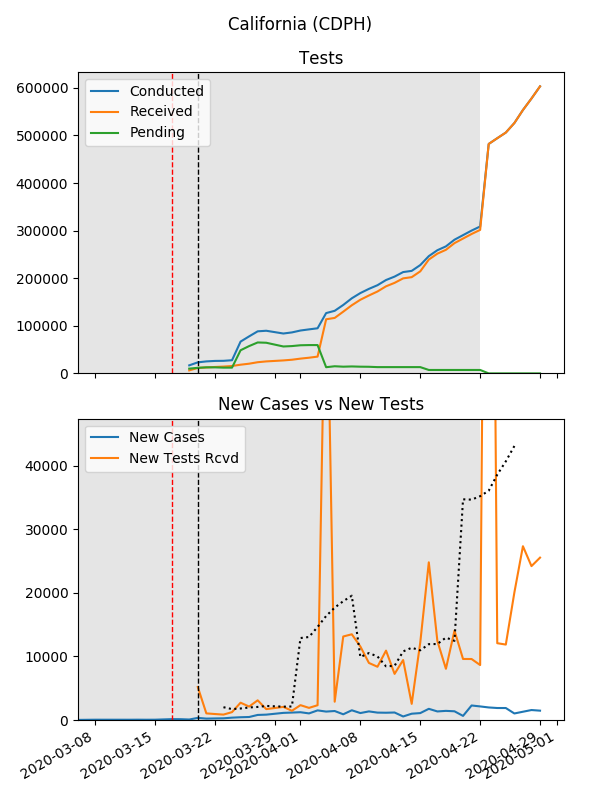 California (CDPH)
Tests
Conducted
Received
Pending
600000
500000
400000
300000
200000
100000
0
New Cases vs New Tests
New Cases
New Tests Rcvd
40000
30000
20000
10000
0
2020-03-08
2020-03-15
2020-03-22
2020-03-29
2020-04-01
2020-04-08
2020-04-15
2020-04-22
2020-04-29
2020-05-01